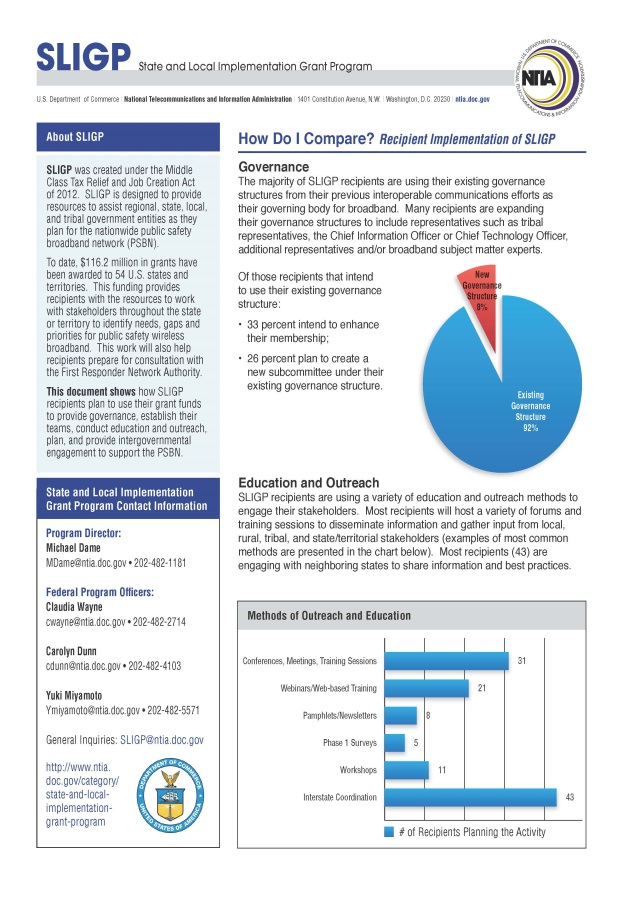 SLIGP State and Local Implementation Grant Program
NTIA
U.S. DEPARTMENT OF COMMERCE
NATIONAL TELECOMMUNICATIONS & INFORMATION ADMINISTRATION
U.S. Department of Commerce | National Telecommunications and Information Administration | 1401 Constitution Avenue, N.W. | Washington, D.C. 20230 | ntia.doc.gov
About SLIGP
SLIGP was created under the Middle
Class Tax Relief and Job Creation Act
of 2012. SLIGP is designed to provide
resources to assist regional, state, local,
and tribal government entities as they
plan for the nationwide public safety
broadband network (PSBN).
To date, $116.2 million in grants have
been awarded to 54 U.S. states and
territories. This funding provides
recipients with the resources to work
with stakeholders throughout the state
or territory to identify needs, gaps and
priorities for public safety wireless
broadband. This work will also help
recipients prepare for consultation with
the First Responder Network Authority.
This document shows how SLIGP
recipients plan to use their grant funds
to provide governance, establish their
teams, conduct education and outreach,
plan, and provide intergovernmental
engagement to support the PSBN.
State and Local Implementation
Grant Program Contact Information
Program Director:
Michael Dame
MDame@ntia.doc.gov • 202-482-1181
Federal Program Officers:
Claudia Wayne
cwayne@ntia.doc.gov • 202-482-2714
Carolyn Dunn
cdunn@ntia.doc.gov • 202-482-4103
Yuki Miyamoto
Ymiyamoto@ntia.doc.gov • 202-482-5571
General Inquiries: SLIGP@ntia.doc.gov
http://www.ntia.
doc.gov/category/
state-and-local-
implementation-
grant-program
DEPARTMENT OF COMMERCE
UNITED STATES OF AMERICA
How Do I Compare? Recipient Implementation of SLIGP
Governance
The majority of SLIGP recipients are using their existing governance
structures from their previous interoperable communications efforts as
their governing body for broadband. Many recipients are expanding
their governance structures to include representatives such as tribal
representatives, the Chief Information Officer or Chief Technology Officer,
additional representatives and/or broadband subject matter experts.
Of those recipients that intend
to use their existing governance
structure:
• 33 percent intend to enhance
their membership;
• 26 percent plan to create a
new subcommittee under their
existing governance structure.
New
Governance
Structure
8%
Existing
Governance
Structure
92%
Education and Outreach
SLIGP recipients are using a variety of education and outreach methods to
engage their stakeholders. Most recipients will host a variety of forums and
training sessions to disseminate information and gather input from local,
rural, tribal, and state/territorial stakeholders (examples of most common
methods are presented in the chart below). Most recipients (43) are
engaging with neighboring states to share information and best practices.
Methods of Outreach and Education
Conferences, Meetings, Training Sessions 31
Webinars/Web-based Training 21
Pamphlets/Newsletters 8
Phase 1 Surveys 5
Workshops 11
Interstate Coordination 43
# of Recipients Planning the Activity